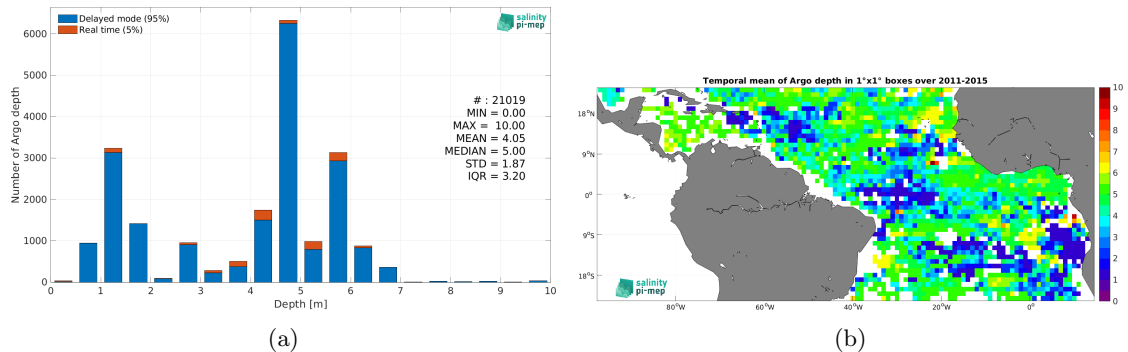 Delayed mode (95%)
Real time (5%)
salinity
pi-mep
6000
5000
4000
3000
2000
1000
0
Number of Argo depth
# : 21019
MIN = 0.00
MAX = 10.00
MEAN = 4.05
MEDIAN = 5.00
STD = 1.87
IQR = 3.20
0 1 2 3 4 5 6 7 8 9 10
Depth [m]
(a)
Temporal mean of Argo depth in 1°x1° boxes over 2011-2015
18°N
9°N
0°
9°S
18°S
salinity
pi-mep
80°W 60°W 40°W 20°W 0°
10
9
8
7
6
5
4
3
2
1
0
(b)